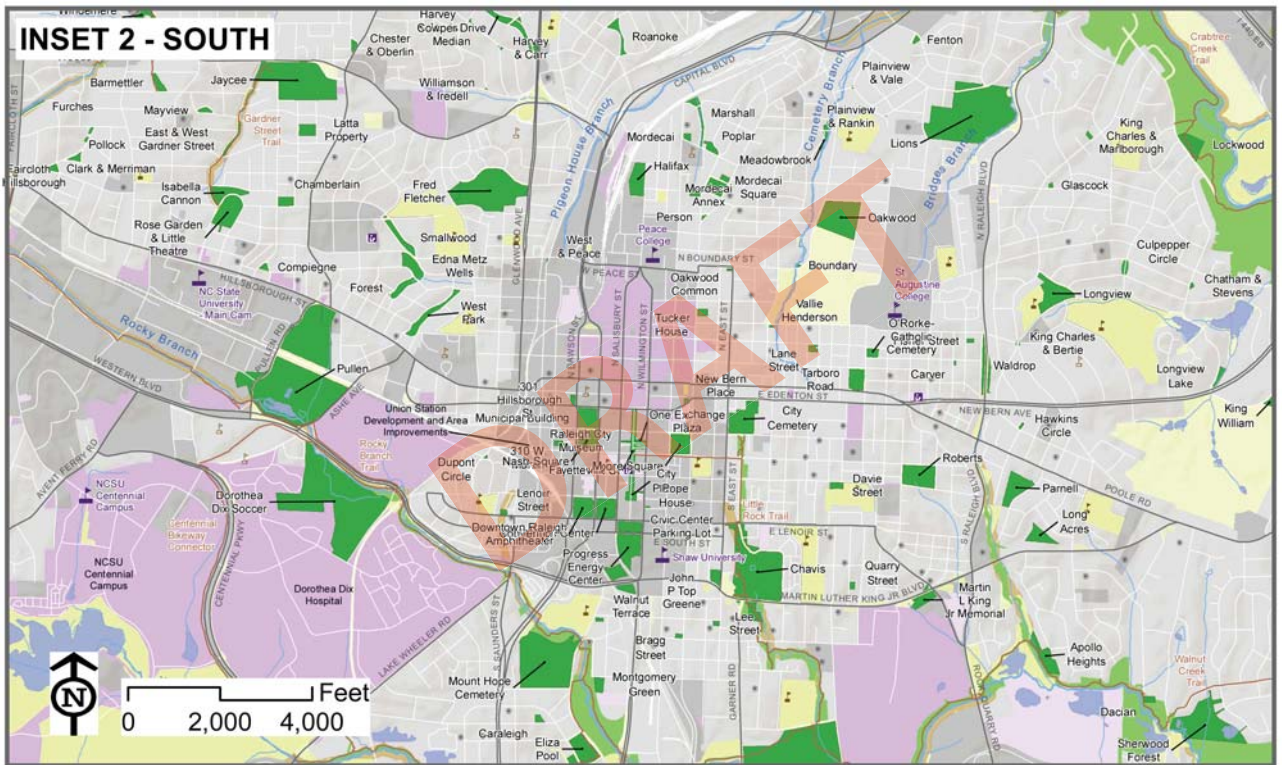 INSET 2 - SOUTH
Windemere
Harvey
Cowpes Drive
Median
Harvey
& Carr
Roanoke
Fenton
I-440 EB
Crabtree
Creek
Trail
Chester
& Oberlin
CAPITAL BLVD
Barmettler
Jaycee
Williamson
& Iredell
Plainview
& Vale
Furches
Mayview
Gardner
Street
Trail
Latta
Property
Pigeon House Branch
Cemetery Branch
Marshall
Plainview
& Rankin
King
Charles &
Marlborough
Lockwood
East & West
Gardner Street
Pollock
Mordecai
Poplar
Lions
Faircloth
Hillsborough
Clark & Merriman
Meadowbrook
Halifax
Isabella
Cannon
Chamberlain
Fred
Fletcher
Mordecai
Annex
Mordecai
Square
Bridges Branch
N RALEIGH BLVD
Glascock
Rose Garden
& Little
Theatre
GLENWOOD AVE
Person
Peace
College
Oakwood
Smallwood
West
& Peace
N BOUNDARY ST
Culpepper
Circle
Compiegne
Edna Metz
Wells
W PEACE ST
Oakwood
Common
Boundary
St
Augustine
College
Chatham &
Stevens
HILLSBOROUGH ST
NC State
University
- Main Cam
Forest
Longview
West
Park
N SALISBURY ST
N WILMINGTON ST
Tucker
House
N EAST ST
Vallie
Henderson
Rocky Branch
PULLEN RD
O'Rorke-
Catholic
Cemetery
King Charles
& Bertie
WESTERN BLVD
Pullen
Lane
Street
Waldrop
Longview
Lake
ASHE AVE
301
Hillsborough
St
New Bern
Place
Tarboro
Road
Carver
E EDENTON ST
Union Station
Development and Area
Improvements
Municipal Building
One Exchange
Plaza
City
Cemetery
NEW BERN AVE
Hawkins
Circle
King
William
Rocky
Branch
Trail
Raleigh City
Museum
310 W
Nash Square
Moore Square
AVENT FERRY RD
Dupont
Circle
City
Pope
House
S EAST ST
Roberts
NCSU
Centennial
Campus
Dorothea
Dix Soccer
Lenoir
Street
Davie
Street
Parnell
POOLE RD
Centennial
Bikeway
Connector
Little
Rock Trail
Long
Acres
CENTENNIAL PKWY
Downtown Raleigh
Amphitheater
Civic Center
Parking Lot
E LENOIR ST
S RALEIGH BLVD
E SOUTH ST
Shaw University
NCSU
Centennial
Campus
Progress
Energy
Center
Chavis
Quarry
Street
Dorothea Dix
Hospital
John
P Top
Greene
MARTIN LUTHER KING JR BLVD
Martin
L King
Jr Memorial
Walnut
Terrace
S SAUNDERS ST
LAKE WHEELER RD
Lee
Street
Bragg
Street
Apollo
Heights
Walnut
Creek
Trail
Mount Hope
Cemetery
Montgomery
Green
GARNER RD
ROCK QUARRY RD
N
Feet
0 2,000 4,000
Caraleigh
Eliza
Pool
Dacian
Sherwood
Forest
DRAFT